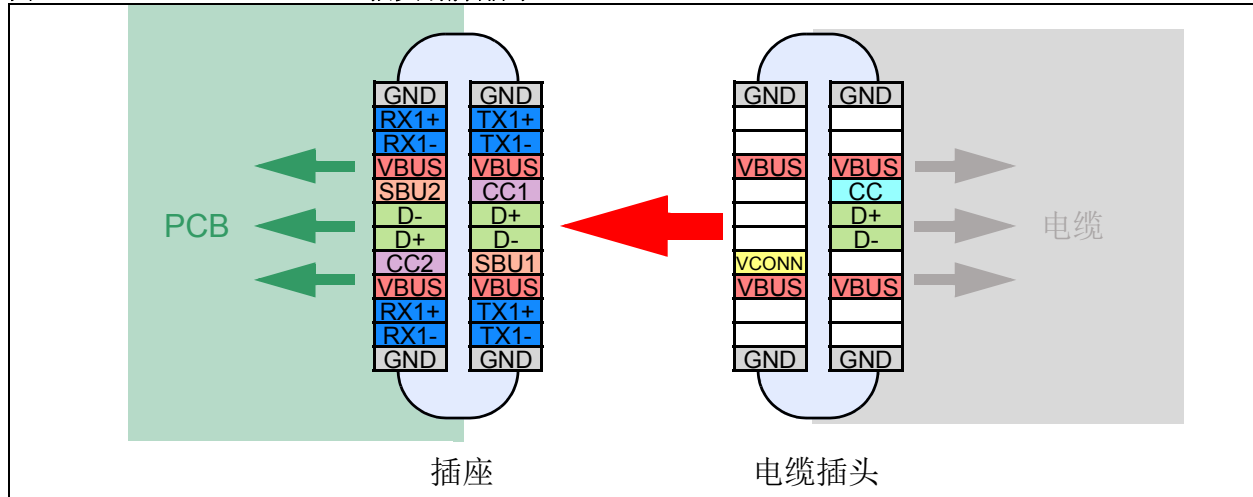 GND GND GND GND
RX1+ TX1+
RX1- TX1-
VBUS VBUS VBUS VBUS
SBU2 CC1 CC
D- D+ D+
PCB 电缆
D+ D- D-
CC2 SBU1 VCONN
VBUS VBUS VBUS VBUS
RX1+ TX1+
RX1- TX1-
GND GND GND GND
插座 电缆插头